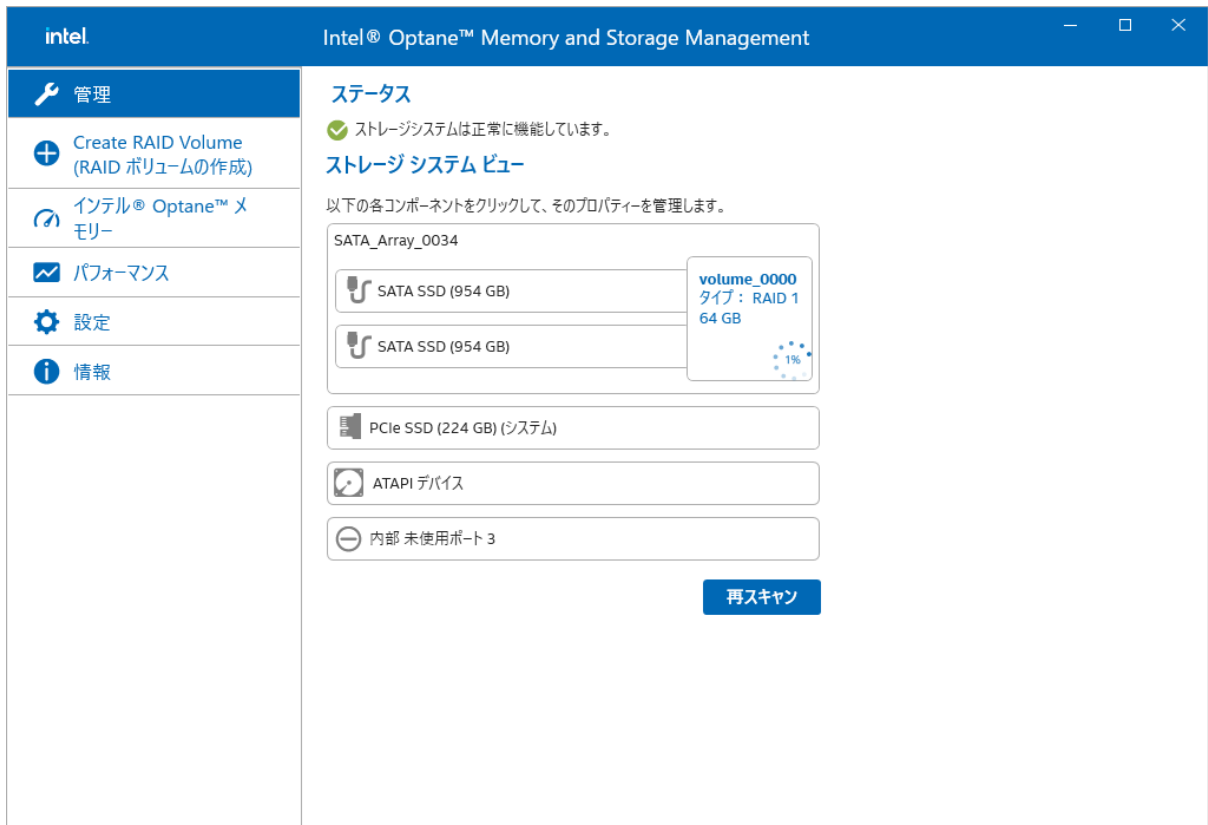 intel.
Intel® Optane™ Memory and Storage Management
管理
Create RAID Volume
(RAID ボリュームの作成)
インテル® Optane™ メ
モリー
パフォーマンス
設定
情報
ステータス
ストレージシステムは正常に機能しています。
ストレージ システム ビュー
以下の各コンポーネントをクリックして、そのプロパティーを管理します。
SATA_Array_0034
SATA SSD (954 GB)
SATA SSD (954 GB)
volume_0000
タイプ： RAID 1
64 GB
1%
PCIe SSD (224 GB) (システム)
ATAPI デバイス
内部 未使用ポート 3
再スキャン